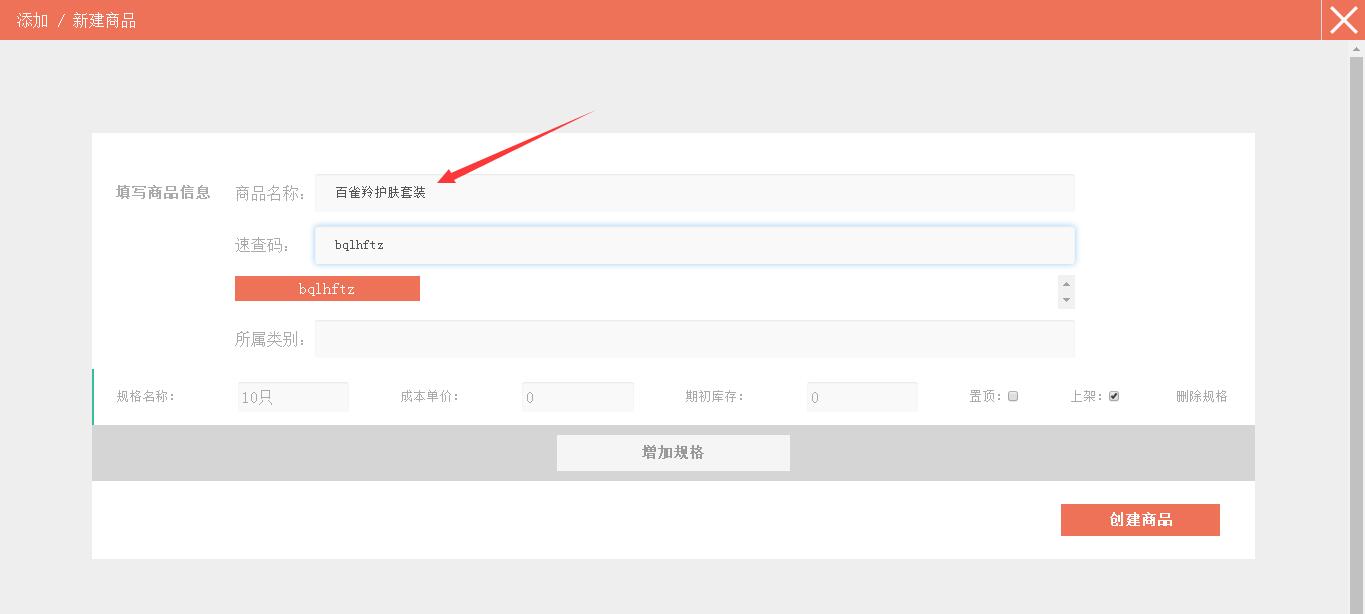 添加 / 新建商品
填写商品信息 商品名称： 百雀羚护肤套装
速查码： bqlhftz
bqlhftz
所属类别：
规格名称： 10只 成本单价： 0 期初库存： 0 置顶： 上架： 删除规格
增加规格
创建商品